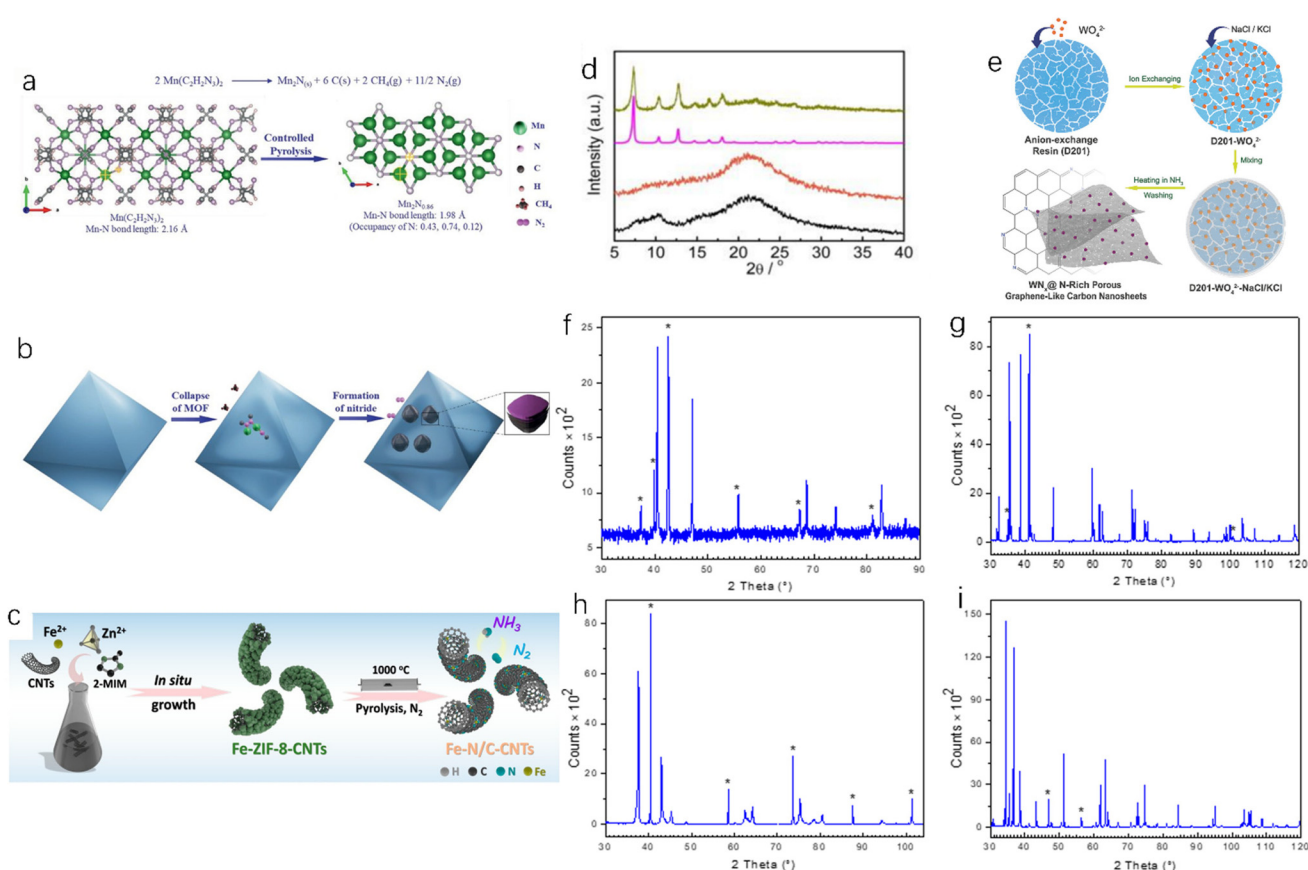 a
2 Mn(C₂H₂N₃)₂ → Mn₂N(s) + 6 C(s) + 2 CH₄(g) + 11/2 N₂(g)
Controlled
Pyrolysis
Mn
N
C
H
CH₄
N₂
b
a
b
a
Mn(C₂H₂N₃)₂
Mn-N bond length: 2.16 Å
Mn₂N₀.₈₆
Mn-N bond length: 1.98 Å
(Occupancy of N: 0.43, 0.74, 0.12)
b
Collapse
of MOF
Formation
of nitride
c
Fe²⁺
Zn²⁺
CNTs
2-MIM
In situ
growth
Fe-ZIF-8-CNTs
1000 °C
Pyrolysis, N₂
NH₃
N₂
Fe-N/C-CNTs
H C N Fe
d
Intensity (a.u.)
5 10 15 20 25 30 35 40
2θ / °
e
WO₄²⁻
NaCl / KCl
Ion Exchanging
Anion-exchange
Resin (D201)
D201-WO₄²⁻
Mixing
Heating in NH₃
Washing
WNₓ@ N-Rich Porous
Graphene-Like Carbon Nanosheets
D201-WO₄²⁻-NaCl/KCl
f
Counts × 10²
25
20
15
10
5
* * * * * *
30 40 50 60 70 80 90
2 Theta (°)
g
Counts × 10²
80
60
40
20
0
* * *
30 40 50 60 70 80 90 100 110 120
2 Theta (°)
h
Counts × 10²
80
60
40
20
0
* * * * *
30 40 50 60 70 80 90 100
2 Theta (°)
i
Counts × 10²
150
120
90
60
30
0
* *
30 40 50 60 70 80 90 100 110 120
2 Theta (°)